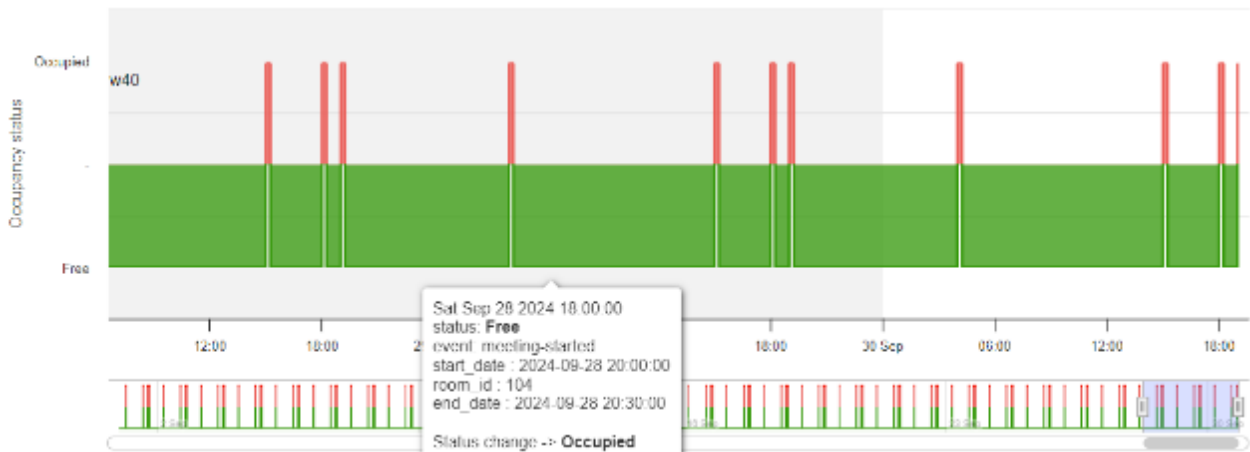 Occupied
w40
Occupancy status
-
Free
Sat Sep 28 2024 18:00:00
status: Free
event: meeting-started
start_date : 2024-09-28 20:00:00
room_id : 104
end_date : 2024-09-28 20:30:00
Status change -> Occupied
12:00 18:00 18:00 30 Sep 06:00 12:00 18:00